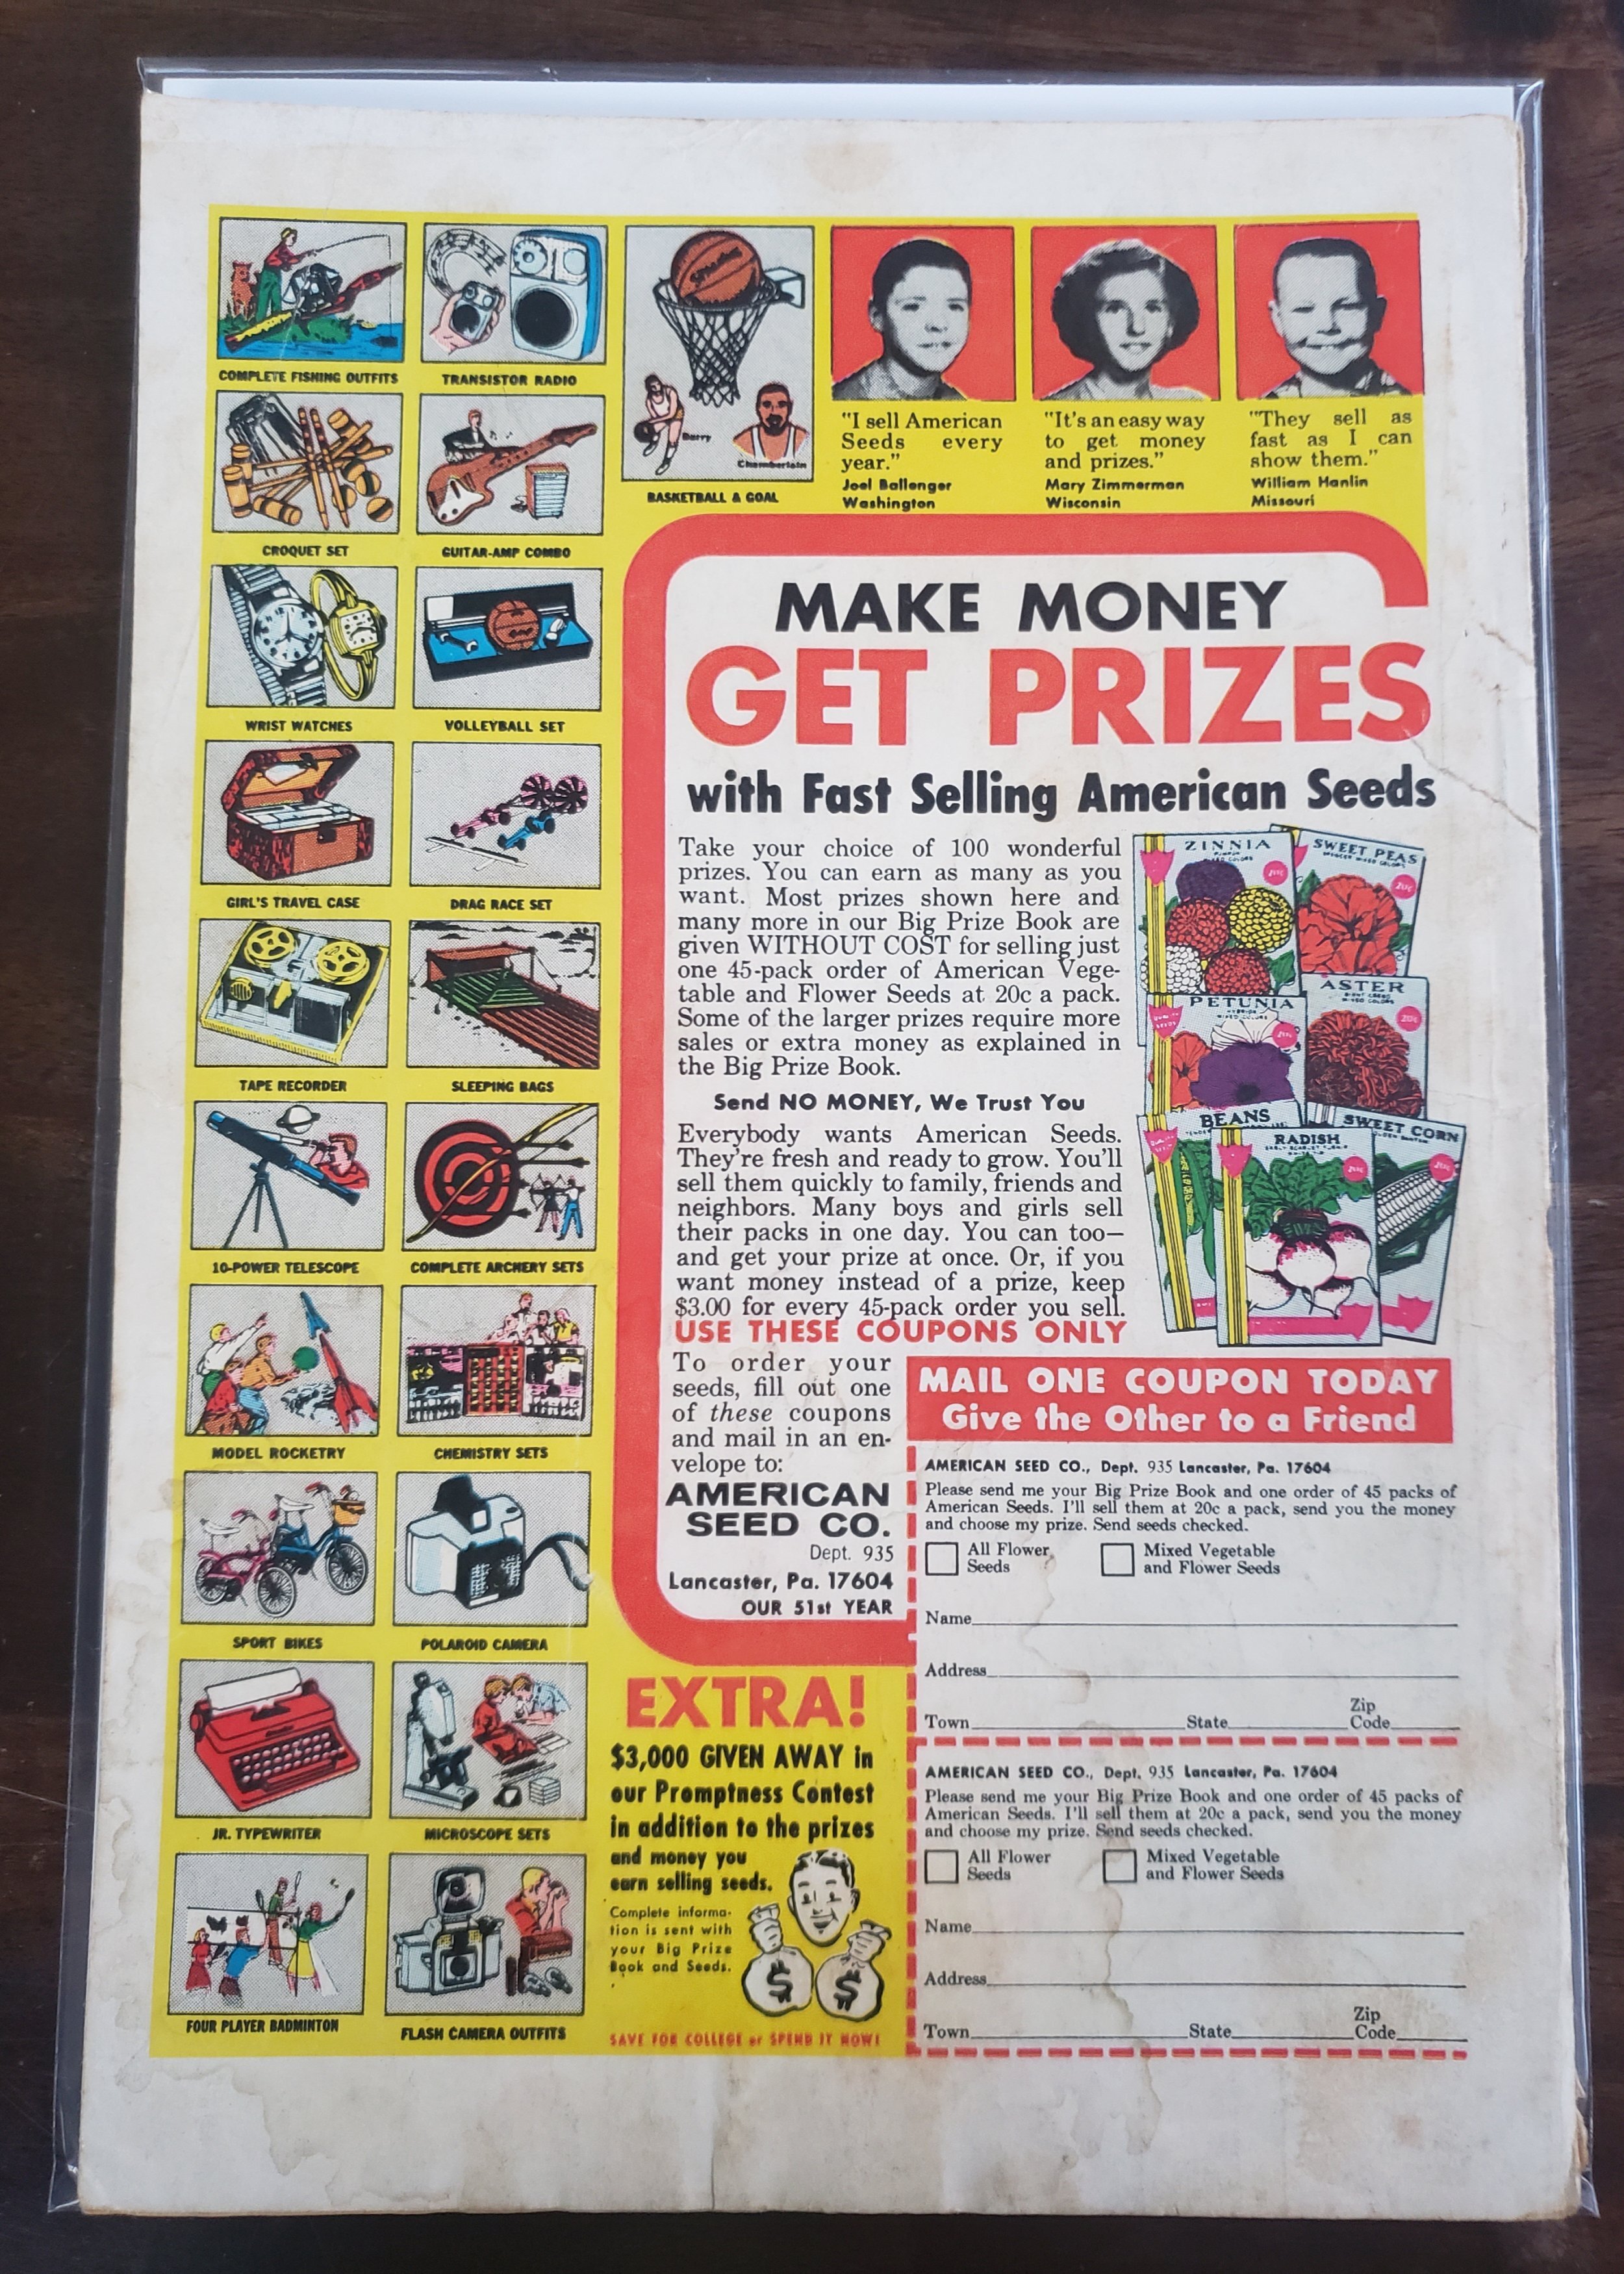 COMPLETE FISHING OUTFITS
TRANSISTOR RADIO
Spalding
Barry
Chamberlain
BASKETBALL & GOAL
"I sell American
Seeds every
year."
Joel Ballenger
Washington
"It's an easy way
to get money
and prizes."
Mary Zimmerman
Wisconsin
"They sell as
fast as I can
show them."
William Hanlin
Missouri
CROQUET SET
GUITAR-AMP COMBO
WRIST WATCHES
VOLLEYBALL SET
GIRL'S TRAVEL CASE
DRAG RACE SET
TAPE RECORDER
SLEEPING BAGS
10-POWER TELESCOPE
COMPLETE ARCHERY SETS
MODEL ROCKETRY
CHEMISTRY SETS
SPORT BIKES
POLAROID CAMERA
JR. TYPEWRITER
MICROSCOPE SETS
FOUR PLAYER BADMINTON
FLASH CAMERA OUTFITS
MAKE MONEY
GET PRIZES
with Fast Selling American Seeds
Take your choice of 100 wonderful
prizes. You can earn as many as you
want. Most prizes shown here and
many more in our Big Prize Book are
given WITHOUT COST for selling just
one 45-pack order of American Vege-
table and Flower Seeds at 20c a pack.
Some of the larger prizes require more
sales or extra money as explained in
the Big Prize Book.
Send NO MONEY, We Trust You
Everybody wants American Seeds.
They're fresh and ready to grow. You'll
sell them quickly to family, friends and
neighbors. Many boys and girls sell
their packs in one day. You can too—
and get your prize at once. Or, if you
want money instead of a prize, keep
$3.00 for every 45-pack order you sell.
USE THESE COUPONS ONLY
ZINNIA
20¢
SWEET PEAS
20¢
PETUNIA
20¢
ASTER
20¢
BEANS
RADISH
20¢
SWEET CORN
20¢
To order your
seeds, fill out one
of these coupons
and mail in an en-
velope to:
AMERICAN
SEED CO.
Dept. 935
Lancaster, Pa. 17604
OUR 51st YEAR
MAIL ONE COUPON TODAY
Give the Other to a Friend
AMERICAN SEED CO., Dept. 935 Lancaster, Pa. 17604
Please send me your Big Prize Book and one order of 45 packs of
American Seeds. I'll sell them at 20c a pack, send you the money
and choose my prize. Send seeds checked.
All Flower
Seeds
Mixed Vegetable
and Flower Seeds
Name
Address
Town State Zip Code
AMERICAN SEED CO., Dept. 935 Lancaster, Pa. 17604
Please send me your Big Prize Book and one order of 45 packs of
American Seeds. I'll sell them at 20c a pack, send you the money
and choose my prize. Send seeds checked.
All Flower
Seeds
Mixed Vegetable
and Flower Seeds
Name
Address
Town State Zip Code
EXTRA!
$3,000 GIVEN AWAY in
our Promptness Contest
in addition to the prizes
and money you
earn selling seeds.
Complete informa-
tion is sent with
your Big Prize
Book and Seeds.
$ $
SAVE FOR COLLEGE or SPEND IT NOW!